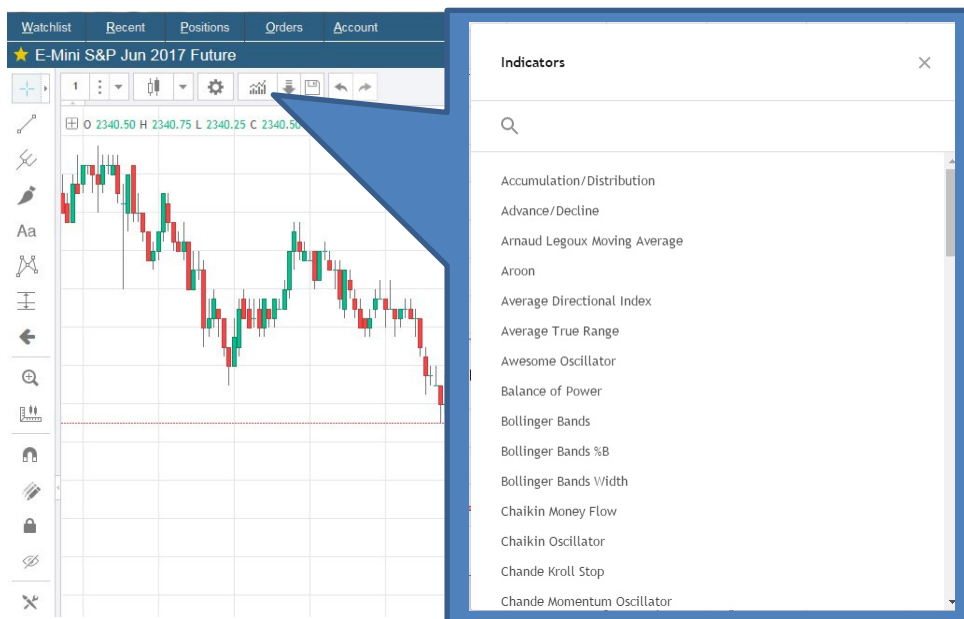 Watchlist Recent Positions Orders Account
E-Mini S&P Jun 2017 Future
1
O 2340.50 H 2340.75 L 2340.25 C 2340.50
Aa
Indicators
Accumulation/Distribution
Advance/Decline
Arnaud Legoux Moving Average
Aroon
Average Directional Index
Average True Range
Awesome Oscillator
Balance of Power
Bollinger Bands
Bollinger Bands %B
Bollinger Bands Width
Chaikin Money Flow
Chaikin Oscillator
Chande Kroll Stop
Chande Momentum Oscillator